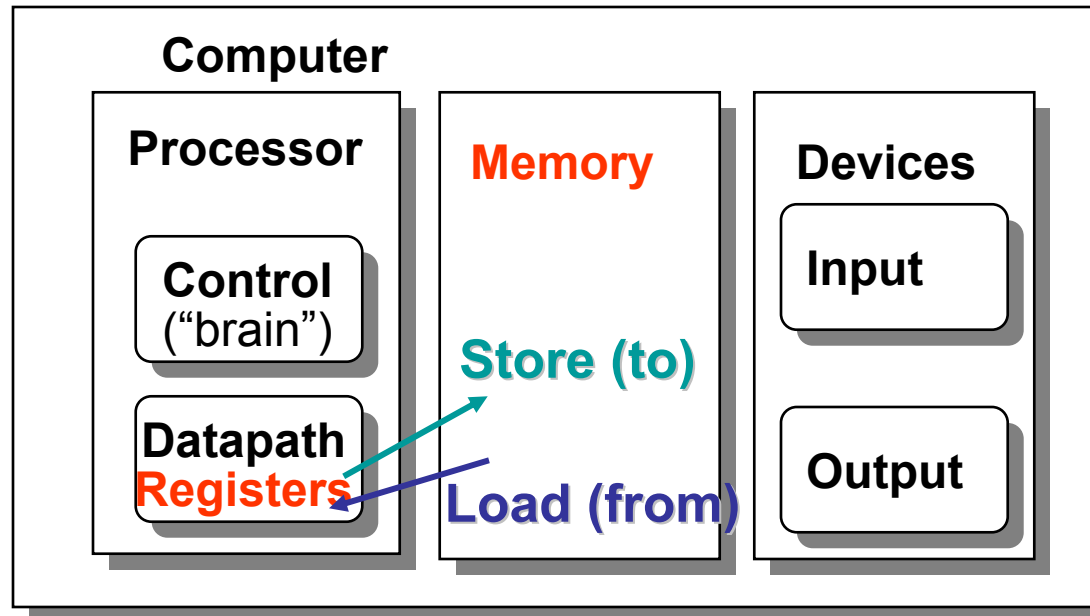 Computer
Processor
Control
(“brain”)
Datapath
Registers
Memory
Store (to)
Load (from)
Devices
Input
Output